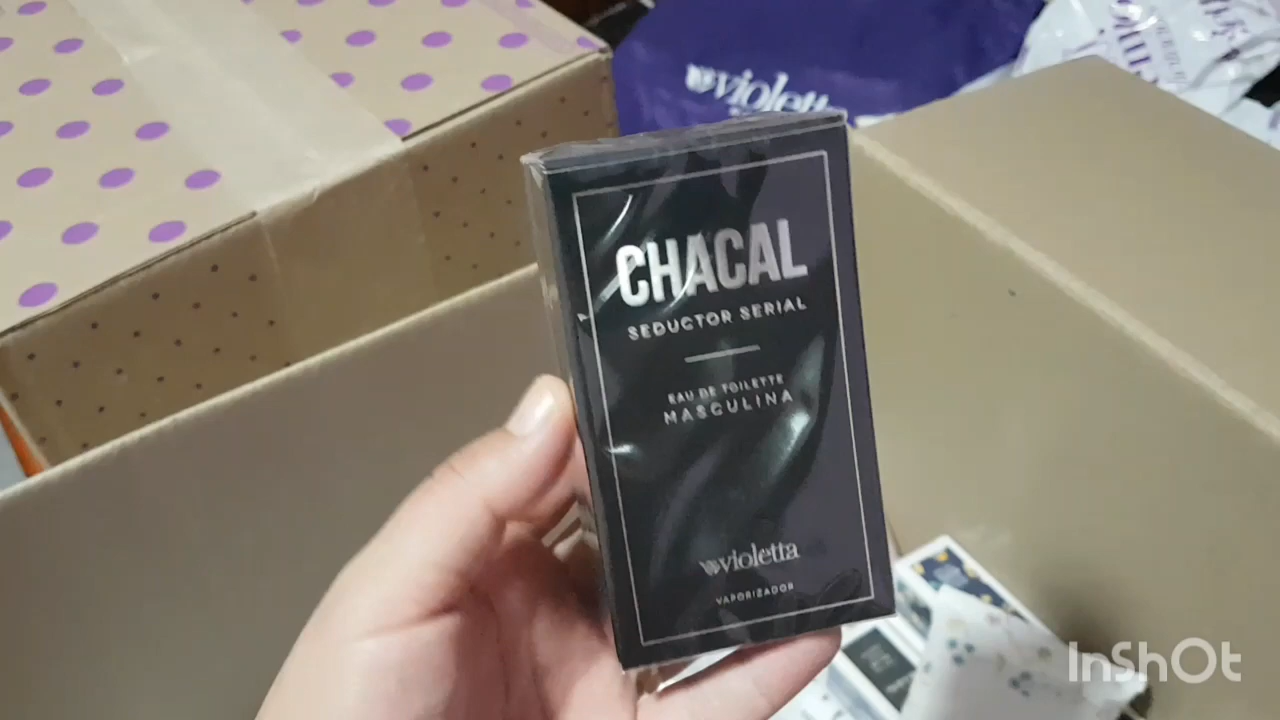 violetta
CHACAL
SEDUCTOR SERIAL
EAU DE TOILETTE
MASCULINA
violetta
VAPORIZADOR
InShOt